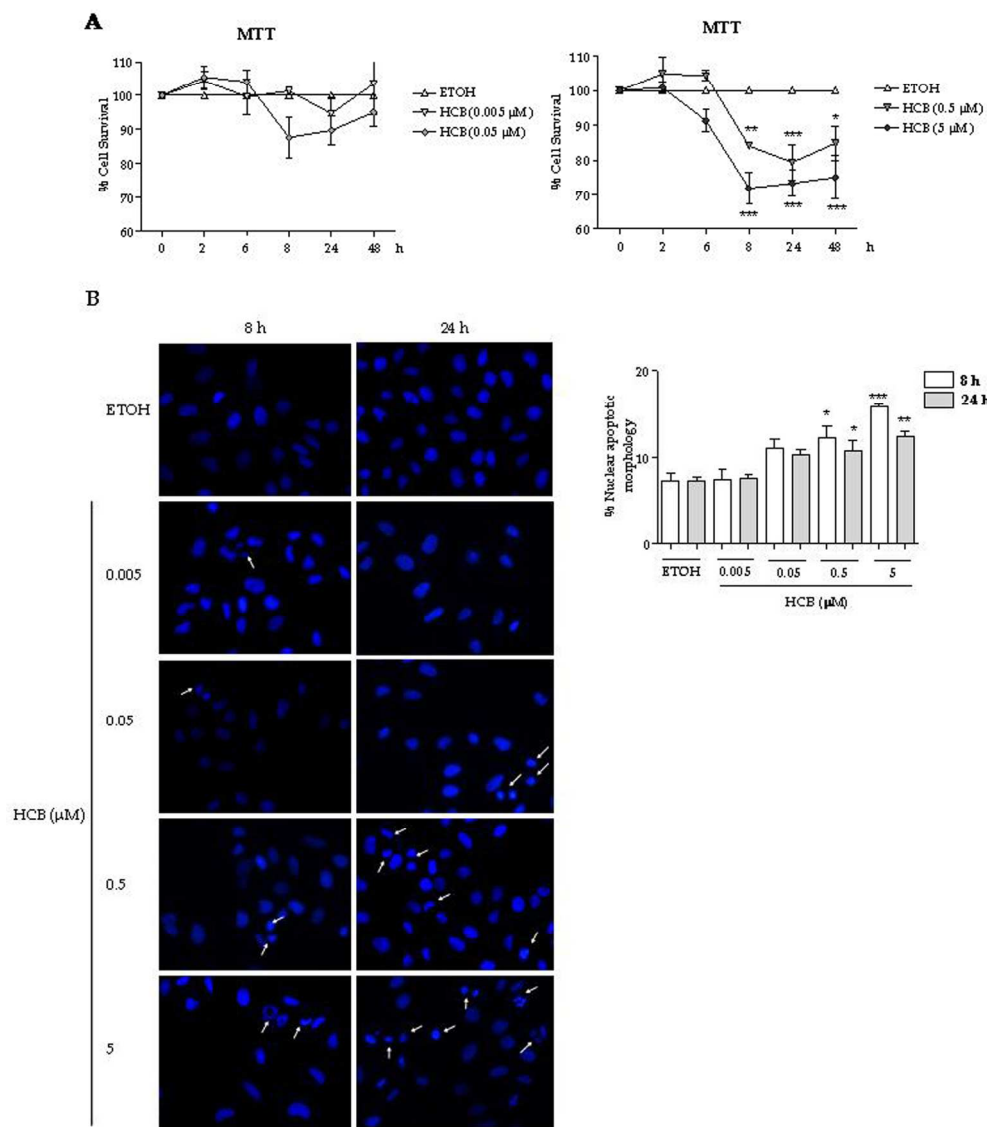 A
MTT
% Cell Survival
110
100
90
80
70
60
0 2 6 8 24 48 h
ETOH
HCB(0.005 μM)
HCB(0.05 μM)
MTT
% Cell Survival
110
100
90
80
70
60
** *** *
*** *** ***
0 2 6 8 24 48 h
ETOH
HCB(0.5 μM)
HCB(5 μM)
B
8 h 24 h
ETOH
0.005
0.05
HCB (μM)
0.5
5
% Nuclear apoptotic
morphology
20
10
0
* * *** **
8 h
24 h
ETOH 0.005 0.05 0.5 5
HCB (μM)